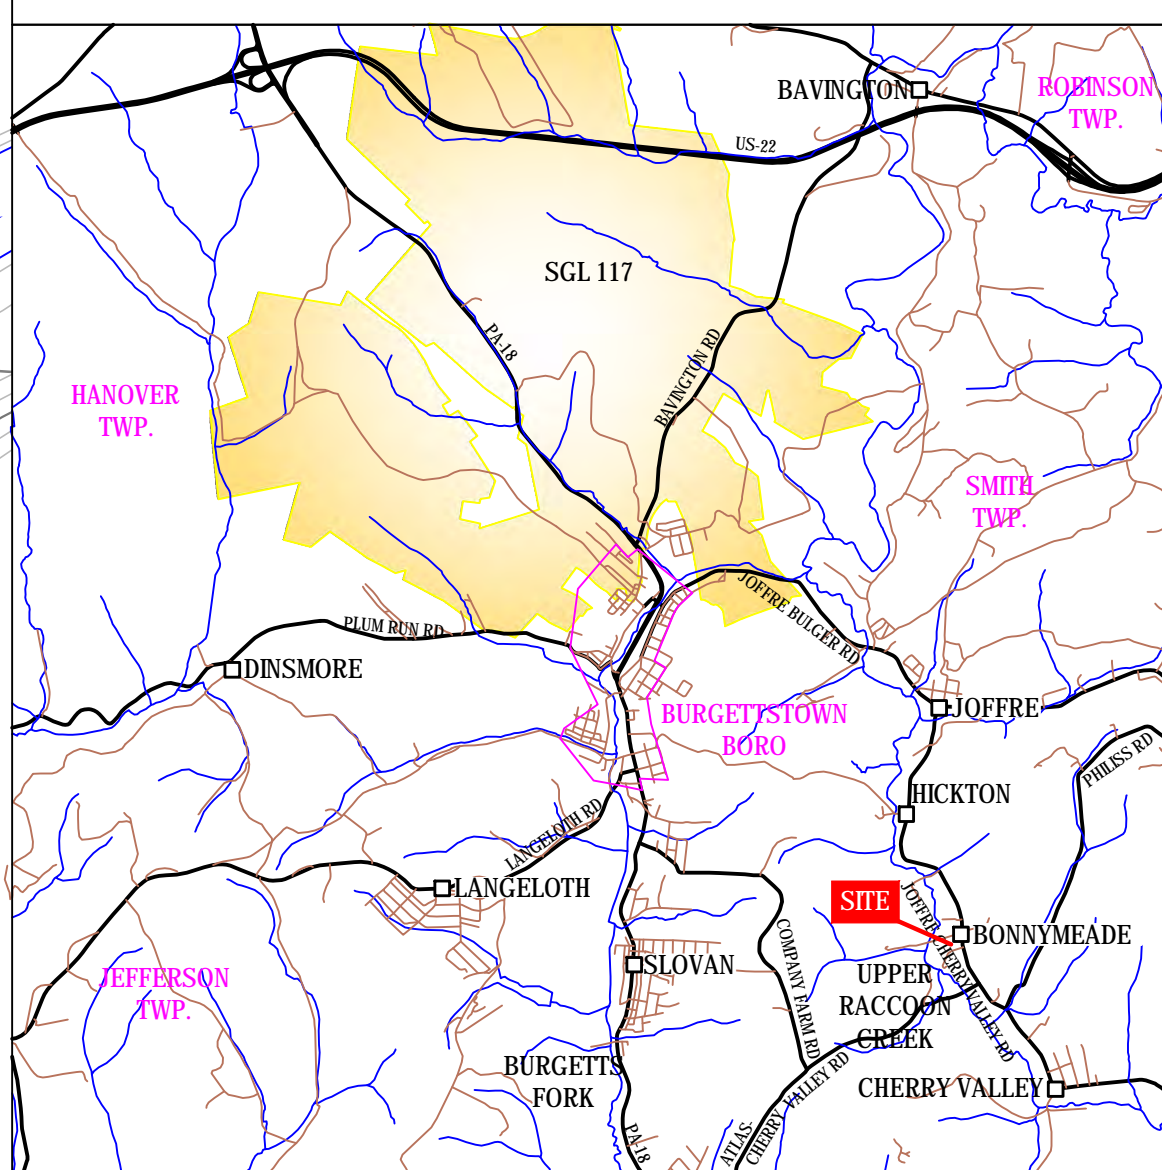 BAVINGTON
ROBINSON
TWP.
US-22
SGL 117
PA-18
BAVINGTON RD
HANOVER
TWP.
SMITH
TWP.
JOFFRE BULGER RD
PLUM RUN RD
DINSMORE
BURGETTSTOWN
BORO
JOFFRE
PHILISS RD
HICKTON
LANGELOTH RD
LANGELOTH
SITE
JOFFRE CHERRY VALLEY RD
BONNYMEADE
COMPANY FARM RD
SLOVAN
UPPER
RACCOON
CREEK
JEFFERSON
TWP.
BURGETTS
FORK
CHERRY VALLEY
ATLAS-
CHERRY VALLEY RD
PA-18